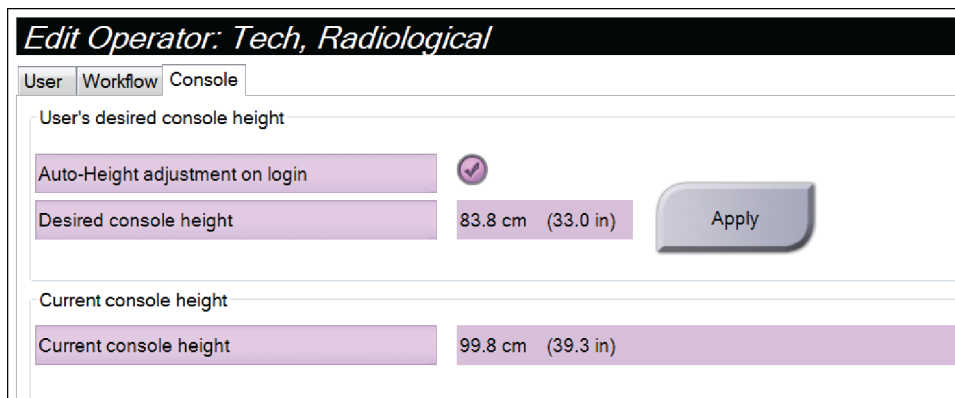 Edit Operator: Tech, Radiological
User Workflow Console
User's desired console height
Auto-Height adjustment on login
Desired console height 83.8 cm (33.0 in) Apply
Current console height
Current console height 99.8 cm (39.3 in)